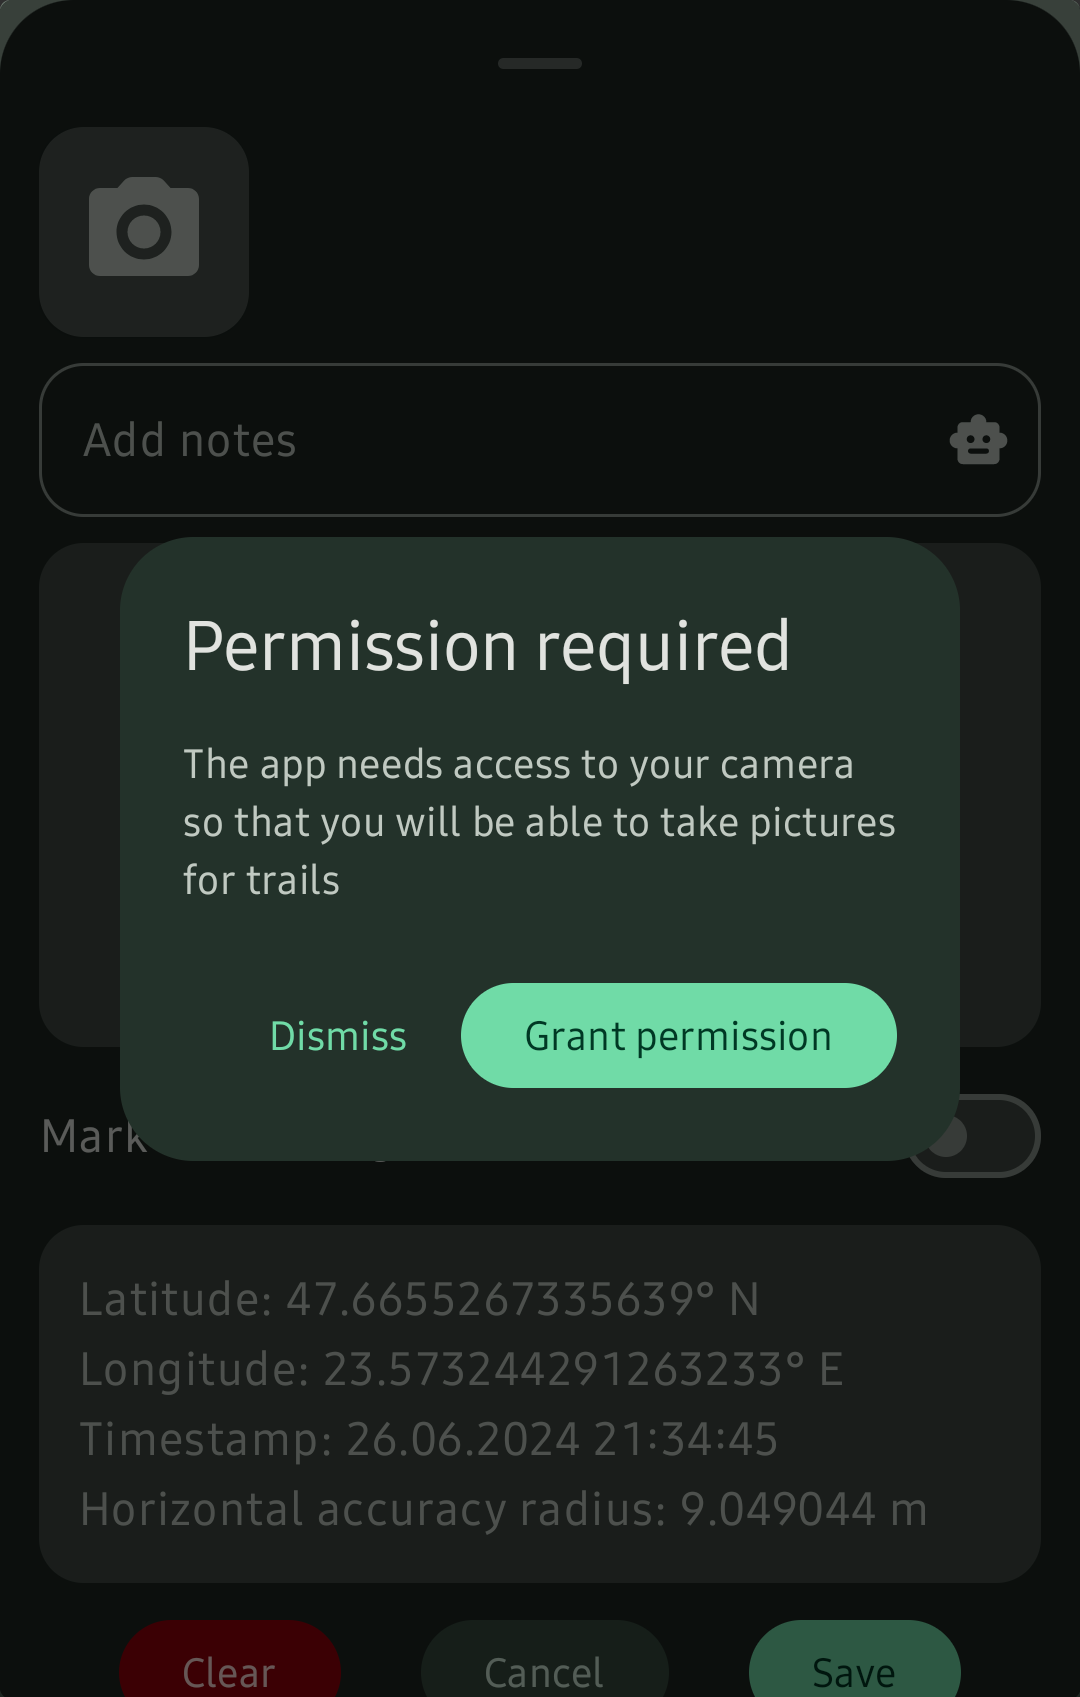 Add notes
Permission required
The app needs access to your camera
so that you will be able to take pictures
for trails
Dismiss
Grant permission
Mark
Latitude: 47.6655267335639° N
Longitude: 23.573244291263233° E
Timestamp: 26.06.2024 21:34:45
Horizontal accuracy radius: 9.049044 m
Clear
Cancel
Save